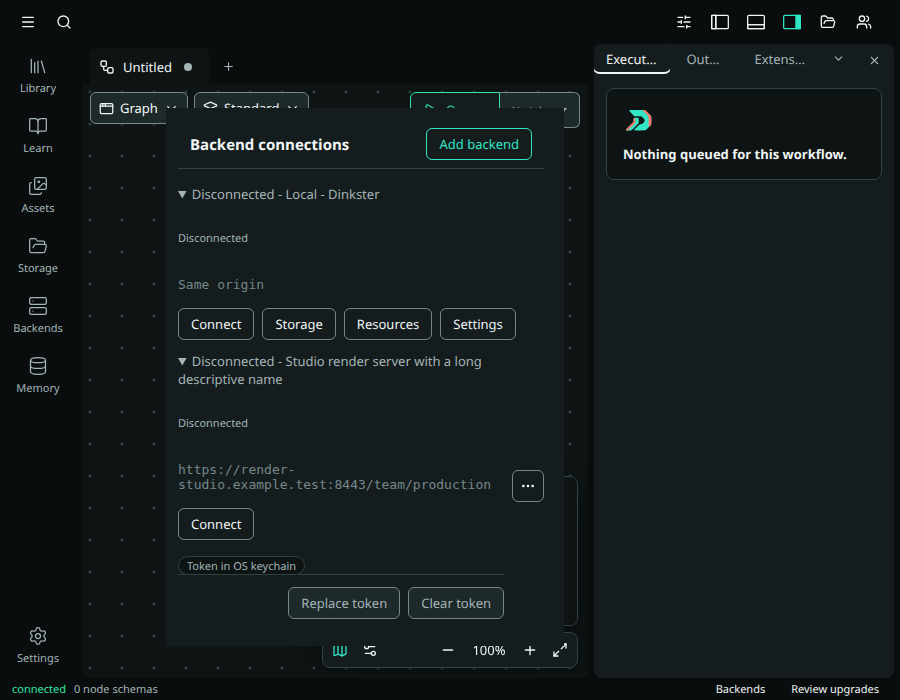 Library
Learn
Assets
Storage
Backends
Memory
Settings
Untitled
Graph
Standard
Backend connections
Add backend
Disconnected - Local - Dinkster
Disconnected
Same origin
Connect
Storage
Resources
Settings
Disconnected - Studio render server with a long
descriptive name
Disconnected
https://render-
studio.example.test:8443/team/production
...
Connect
Token in OS keychain
Replace token
Clear token
100%
Execut...
Out...
Extens...
Nothing queued for this workflow.
connected
0 node schemas
Backends
Review upgrades